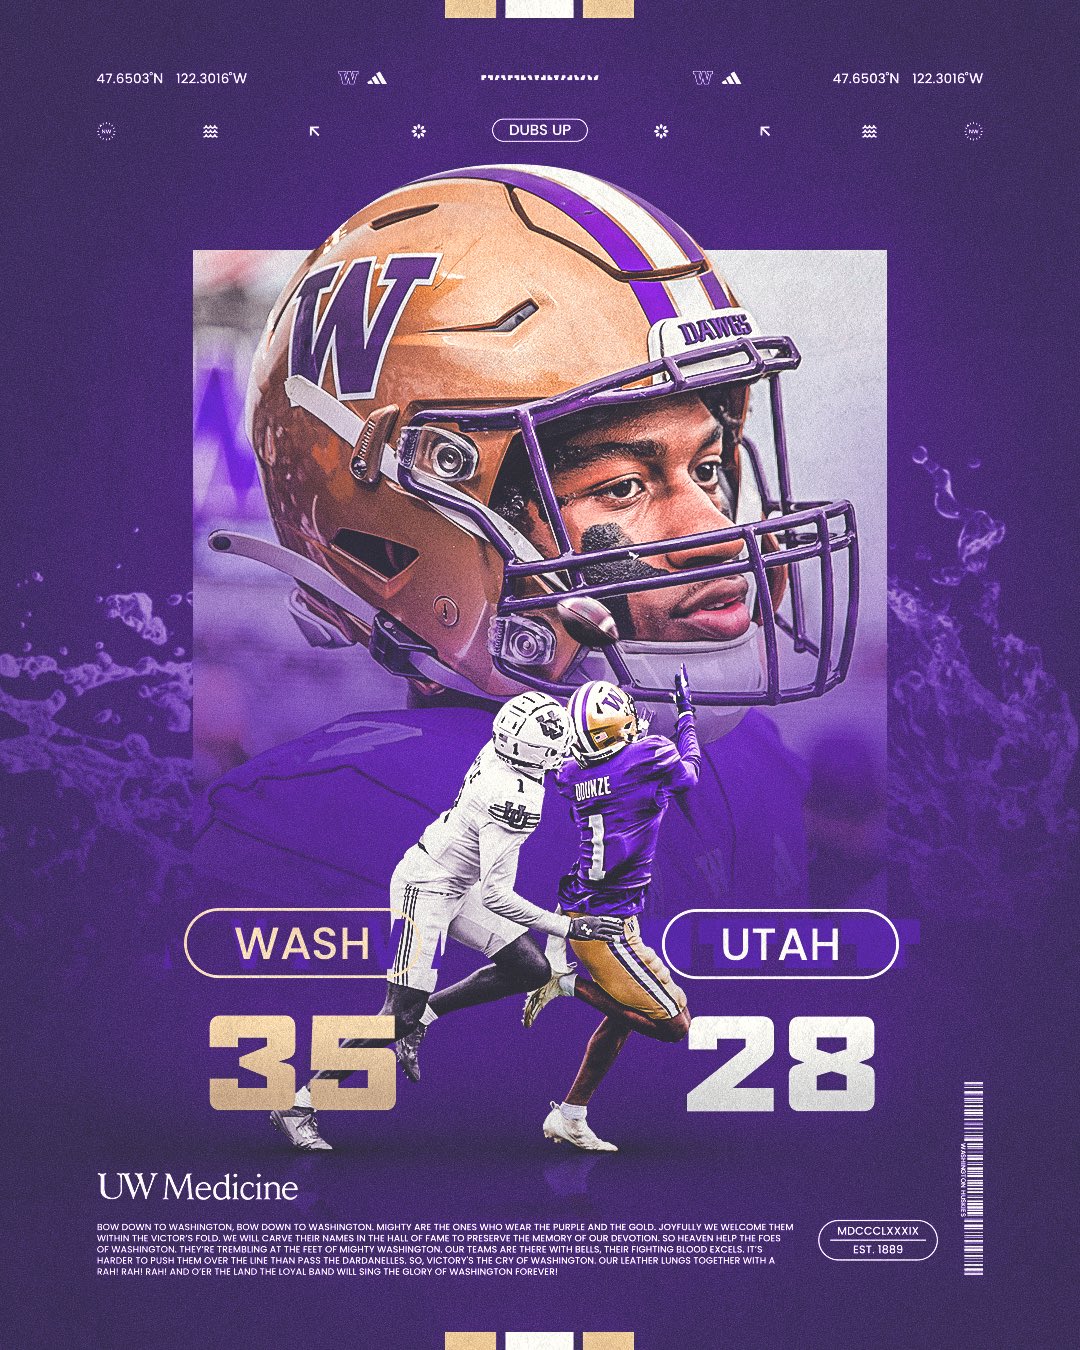 47.6503°N 122.3016°W
W
W
47.6503°N 122.3016°W
NW
DUBS UP
NW
W
DAWGS
riddell
W
1
1
ODUNZE
1
WASH
UTAH
35
28
UW Medicine
BOW DOWN TO WASHINGTON, BOW DOWN TO WASHINGTON. MIGHTY ARE THE ONES WHO WEAR THE PURPLE AND THE GOLD. JOYFULLY WE WELCOME THEM
WITHIN THE VICTOR'S FOLD. WE WILL CARVE THEIR NAMES IN THE HALL OF FAME TO PRESERVE THE MEMORY OF OUR DEVOTION. SO HEAVEN HELP THE FOES
OF WASHINGTON. THEY'RE TREMBLING AT THE FEET OF MIGHTY WASHINGTON. OUR TEAMS ARE THERE WITH BELLS, THEIR FIGHTING BLOOD EXCELS. IT'S
HARDER TO PUSH THEM OVER THE LINE THAN PASS THE DARDANELLES. SO, VICTORY'S THE CRY OF WASHINGTON. OUR LEATHER LUNGS TOGETHER WITH A
RAH! RAH! RAH! AND O'ER THE LAND THE LOYAL BAND WILL SING THE GLORY OF WASHINGTON FOREVER!
MDCCCLXXXIX
EST. 1889
WASHINGTON HUSKIES